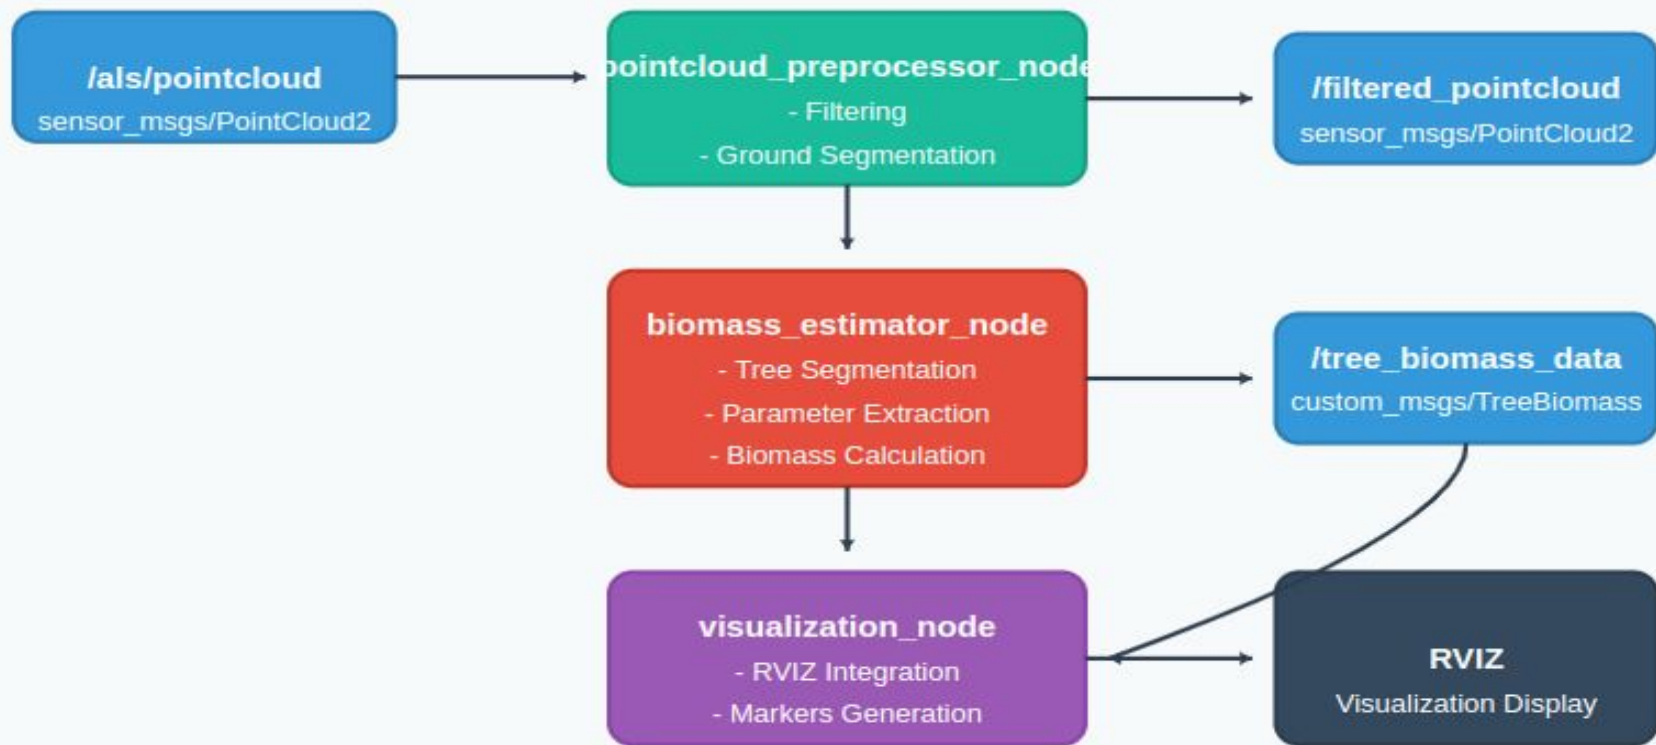 /als/pointcloud
sensor_msgs/PointCloud2
pointcloud_preprocessor_node
- Filtering
- Ground Segmentation
/filtered_pointcloud
sensor_msgs/PointCloud2
biomass_estimator_node
- Tree Segmentation
- Parameter Extraction
- Biomass Calculation
/tree_biomass_data
custom_msgs/TreeBiomass
visualization_node
- RVIZ Integration
- Markers Generation
RVIZ
Visualization Display